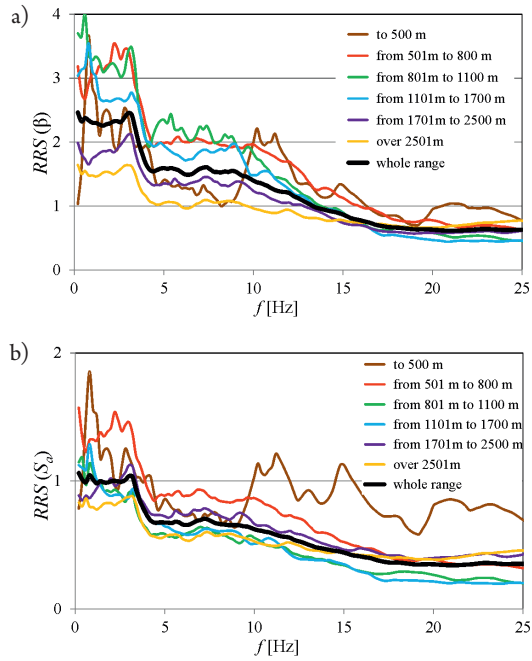 a)
4
3
2
1
0
RRS (β)
to 500 m
from 501m to 800 m
from 801m to 1100 m
from 1101m to 1700 m
from 1701m to 2500 m
over 2501m
whole range
0 5 10 15 20 25
f [Hz]
b)
2
1
0
RRS (Sa)
to 500 m
from 501 m to 800 m
from 801 m to 1100 m
from 1101m to 1700 m
from 1701m to 2500 m
over 2501m
whole range
0 5 10 15 20 25
f [Hz]